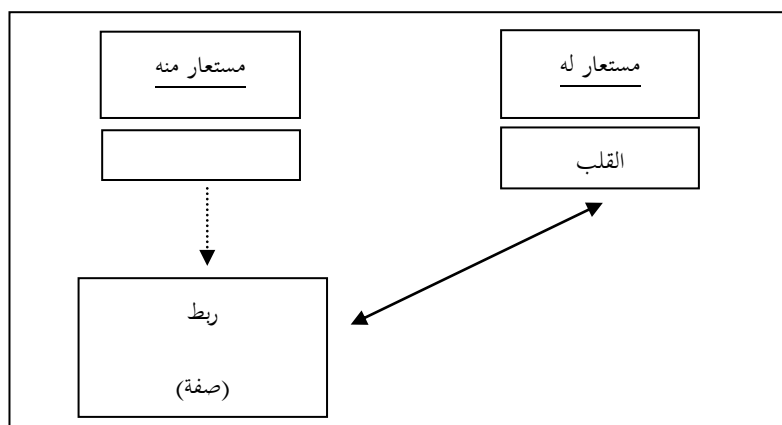 مستعار له
مستعار منه
القلب
ربط
(صفة)